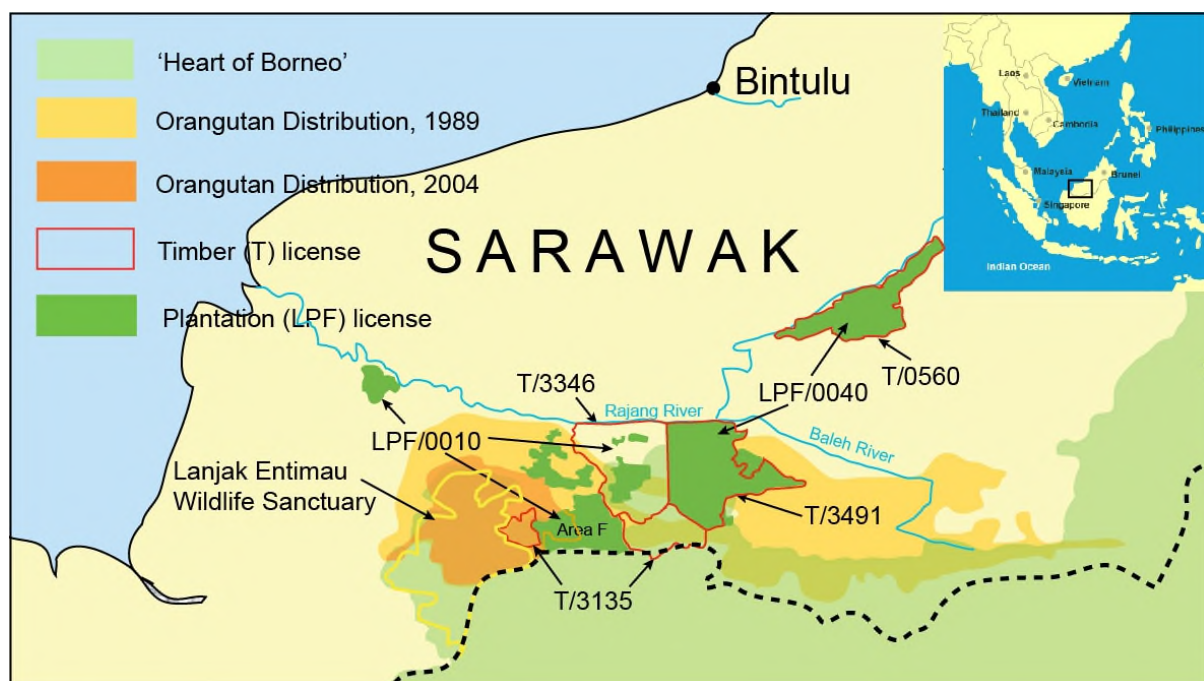 'Heart of Borneo'
Orangutan Distribution, 1989
Orangutan Distribution, 2004
Timber (T) license
Plantation (LPF) license
Bintulu
SARAWAK
Laos
Vietnam
Thailand
Cambodia
Philippines
Malaysia
Brunei
Singapore
Indian Ocean
T/0560
T/3346
Rajang River
LPF/0040
Baleh River
LPF/0010
Lanjak Entimau
Wildlife Sanctuary
Area F
T/3491
T/3135